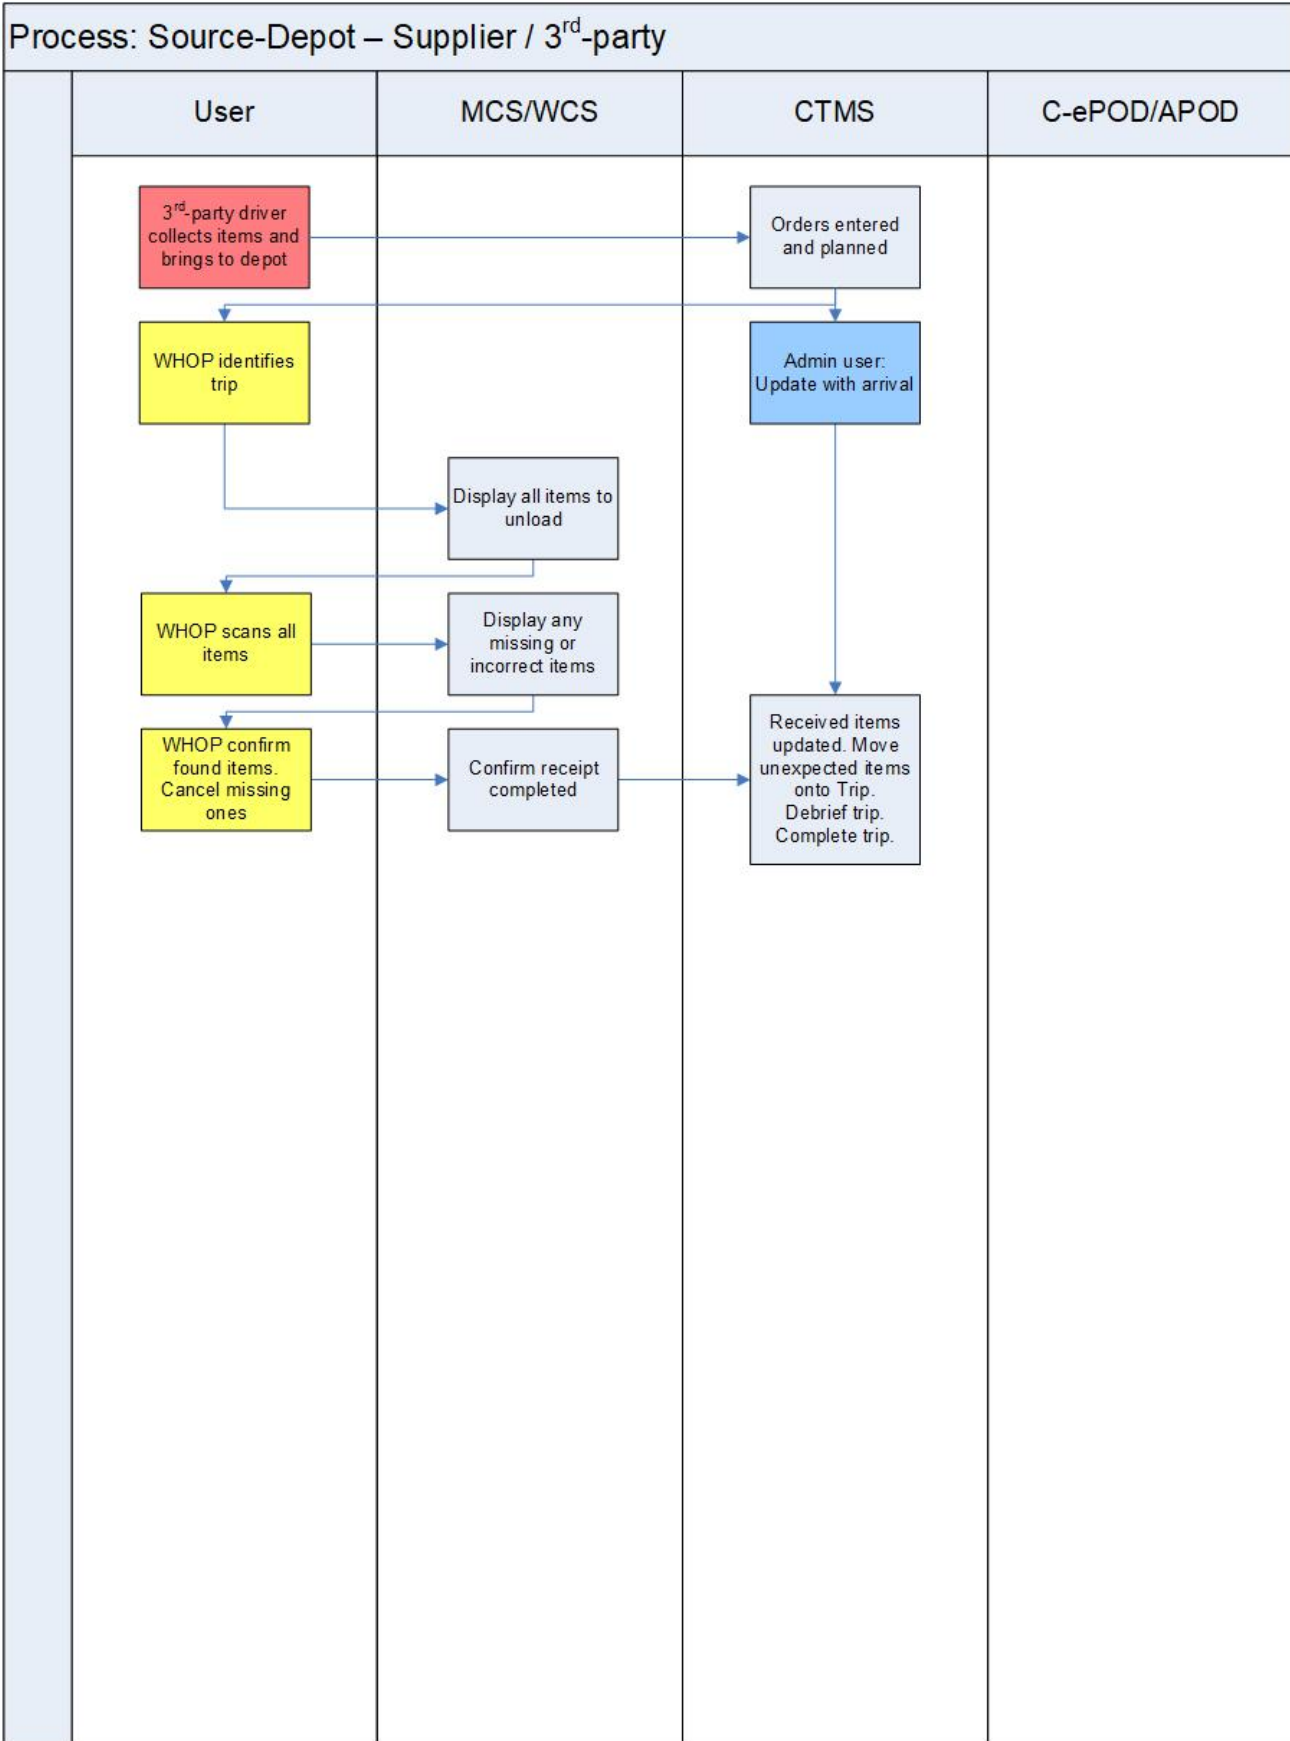 Process: Source-Depot – Supplier / 3rd-party
User
MCS/WCS
CTMS
C-ePOD/APOD
3rd-party driver
collects items and
brings to depot
Orders entered
and planned
WHOP identifies
trip
Admin user:
Update with arrival
Display all items to
unload
WHOP scans all
items
Display any
missing or
incorrect items
WHOP confirm
found items.
Cancel missing
ones
Confirm receipt
completed
Received items
updated. Move
unexpected items
onto Trip.
Debrief trip.
Complete trip.